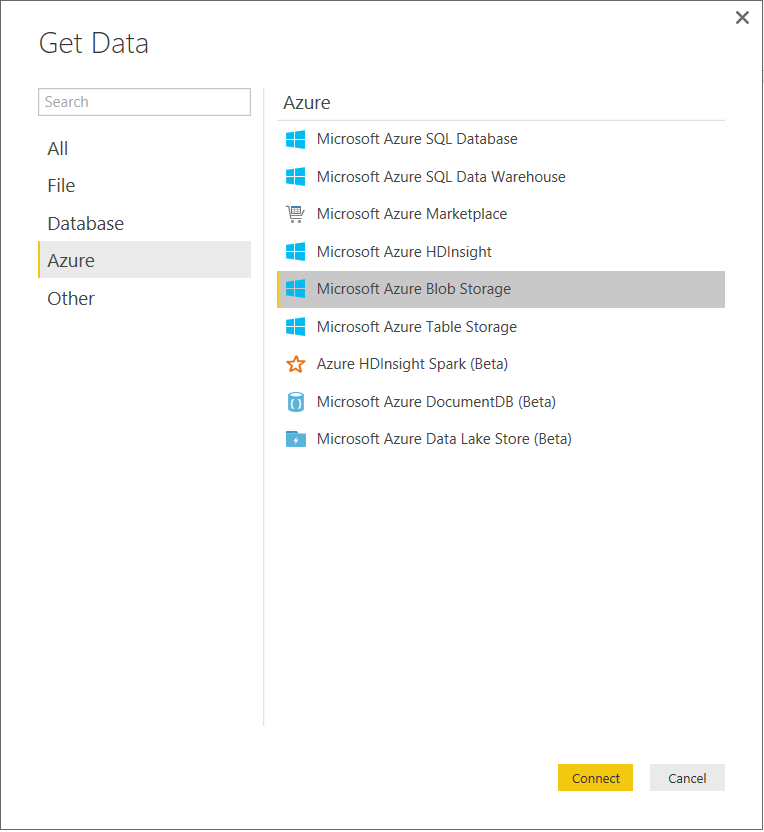 Get Data
Search
All
File
Database
Azure
Other
Azure
Microsoft Azure SQL Database
Microsoft Azure SQL Data Warehouse
Microsoft Azure Marketplace
Microsoft Azure HDInsight
Microsoft Azure Blob Storage
Microsoft Azure Table Storage
Azure HDInsight Spark (Beta)
Microsoft Azure DocumentDB (Beta)
Microsoft Azure Data Lake Store (Beta)
Connect
Cancel